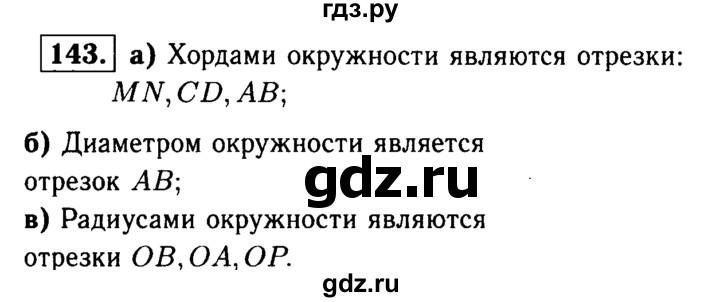 гдз.ру
143. а) Хордами окружности являются отрезки:
MN, CD, AB;
б) Диаметром окружности является
отрезок AB;
gdz.ru
в) Радиусами окружности являются
отрезки OB, OA, OP.
gdz.ru